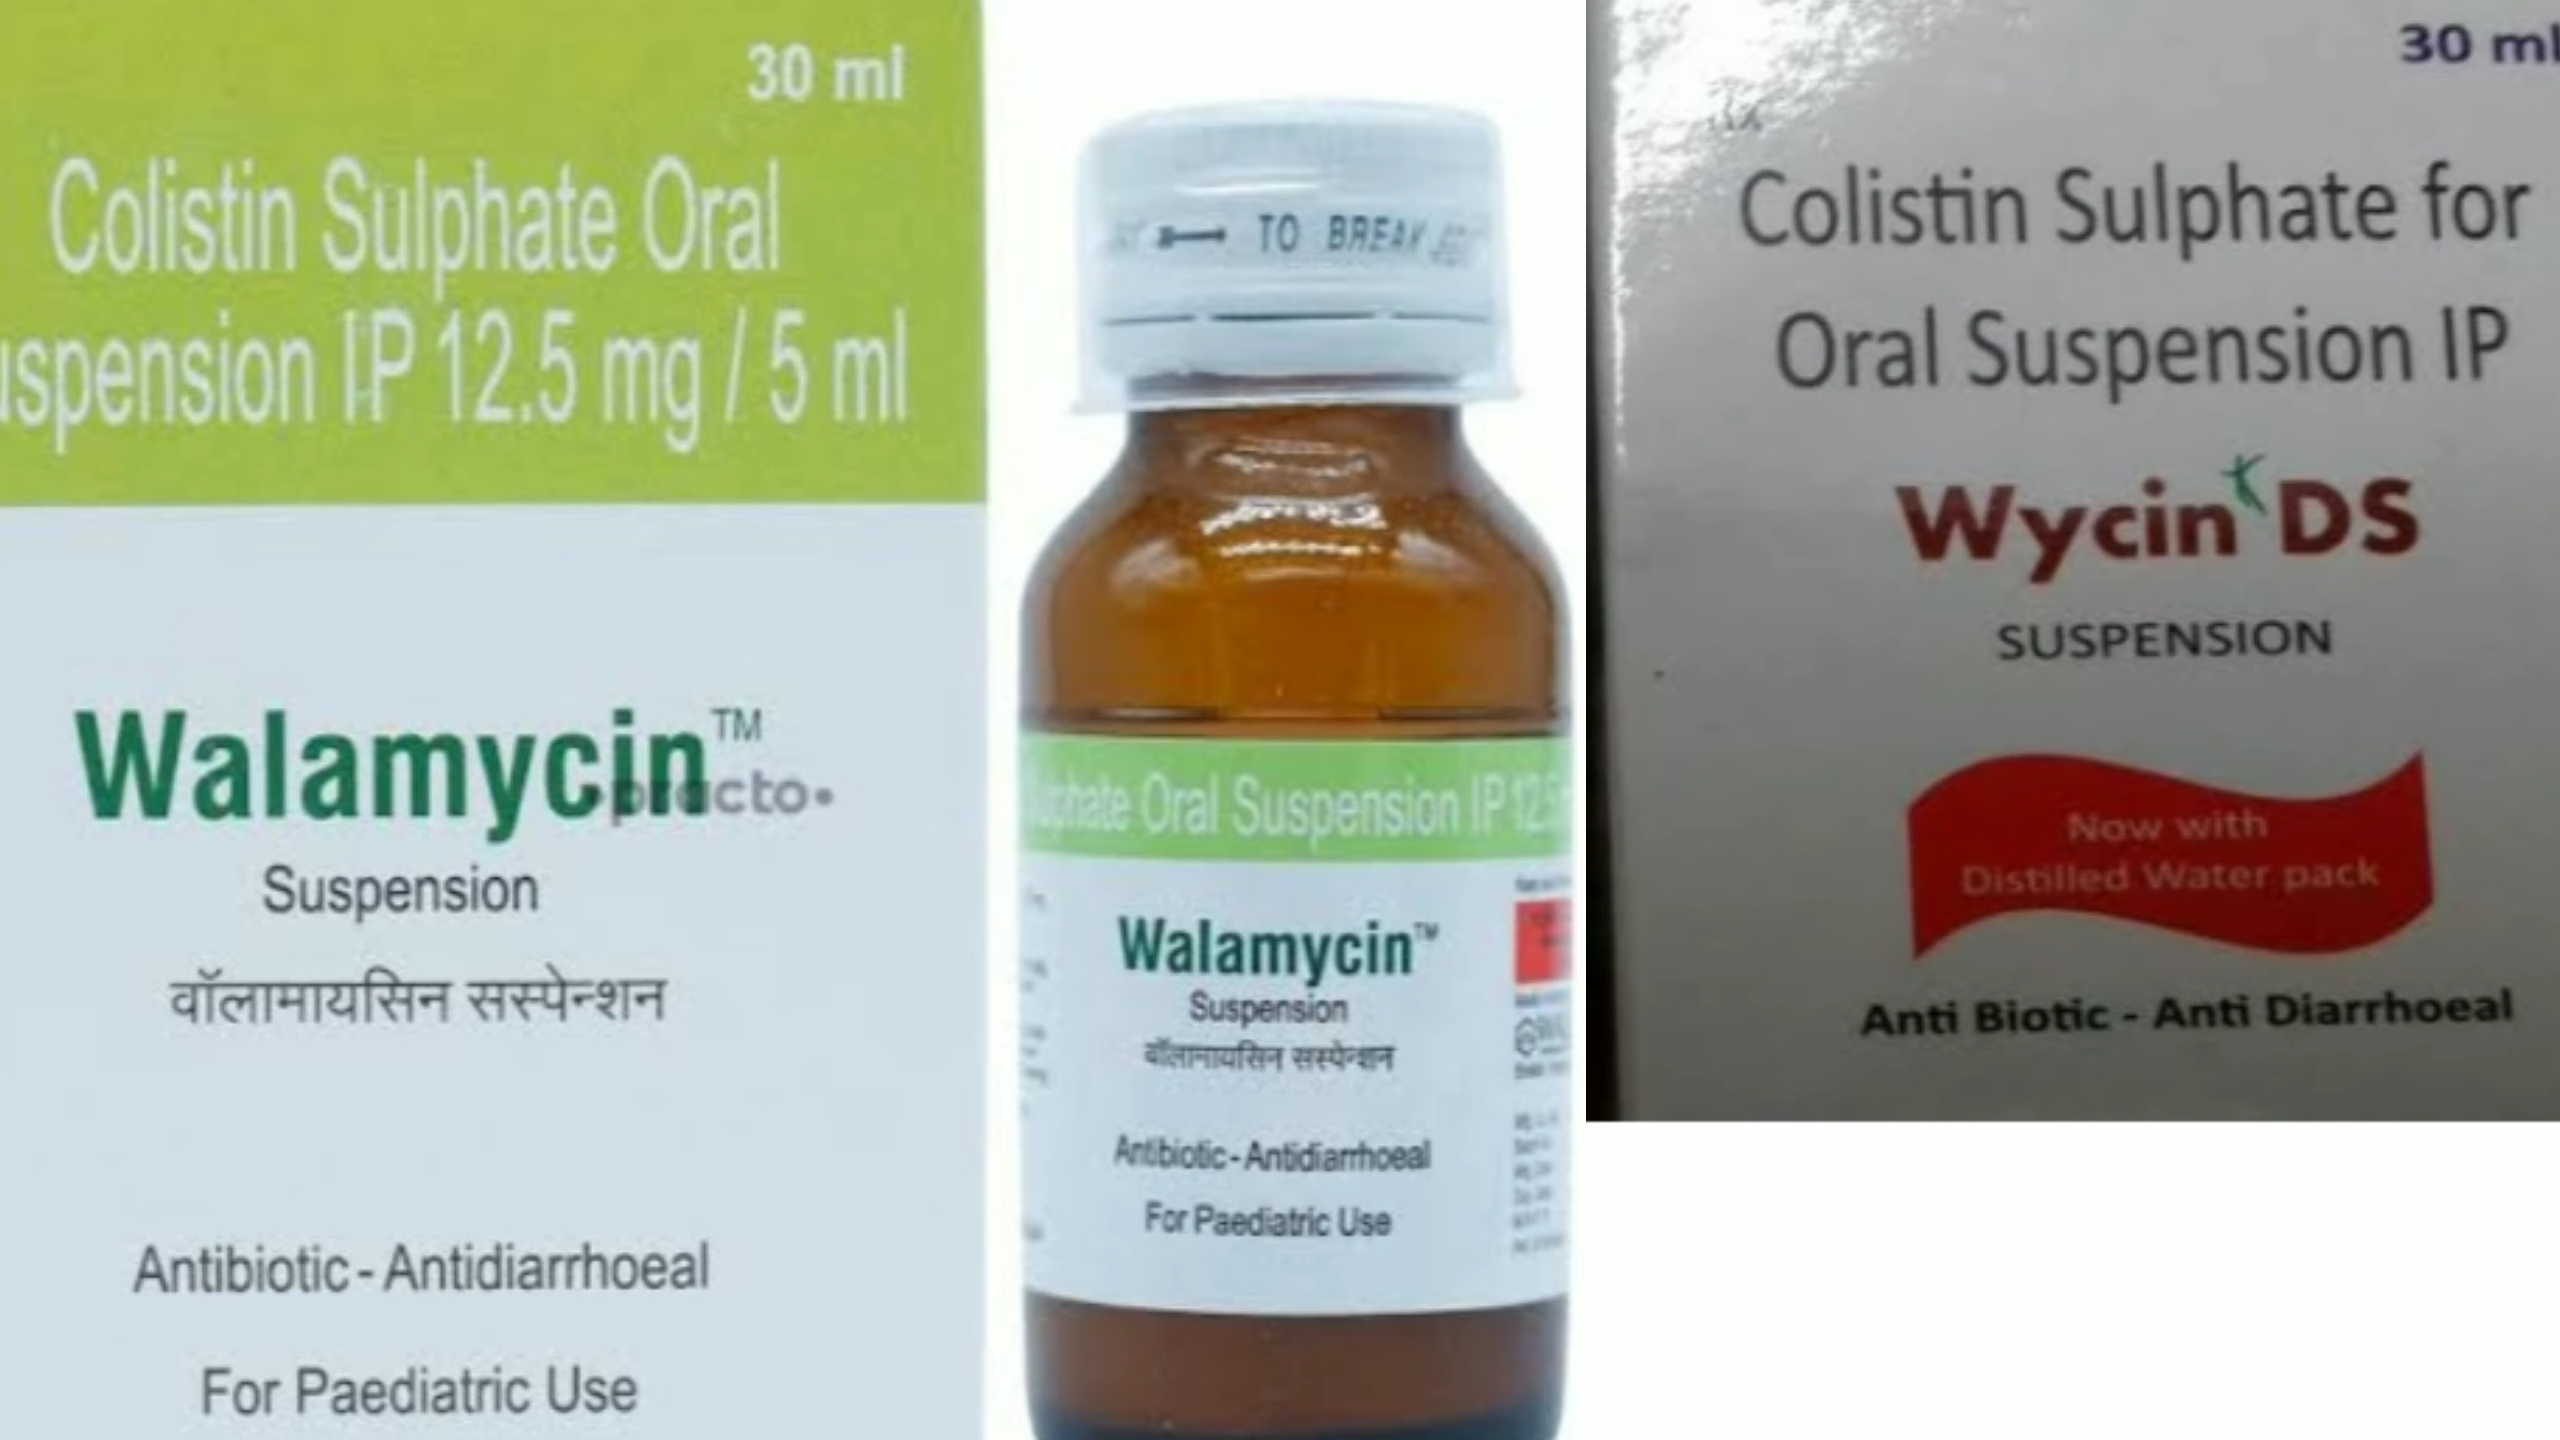 30 ml
Colistin Sulphate Oral
uspension IP 12.5 mg / 5 ml
Walamycin™
practo
Suspension
वॉलामायसिन सस्पेन्शन
Antibiotic - Antidiarrhoeal
For Paediatric Use
TO BREAK
Sulphate Oral Suspension IP 12.5
Walamycin™
Suspension
वॉलामायसिन सस्पेन्शन
Antibiotic - Antidiarrhoeal
For Paediatric Use
30 ml
Colistin Sulphate for
Oral Suspension IP
Wycin DS
SUSPENSION
Now with
Distilled Water pack
Anti Biotic - Anti Diarrhoeal